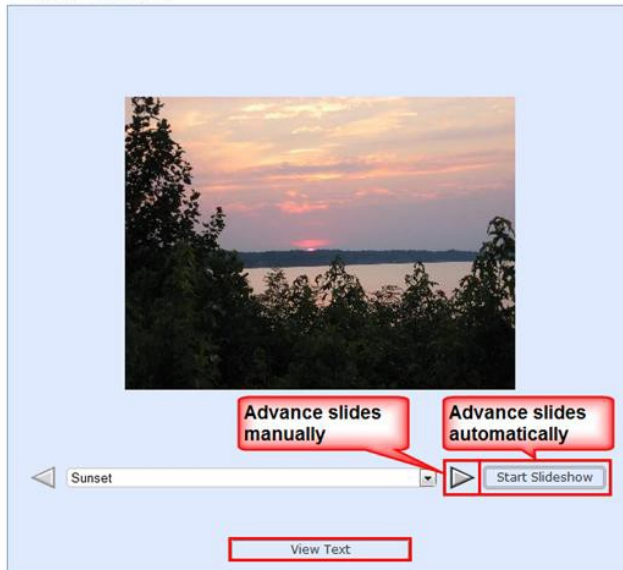 Advance slides
manually
Advance slides
automatically
Sunset
Start Slideshow
View Text